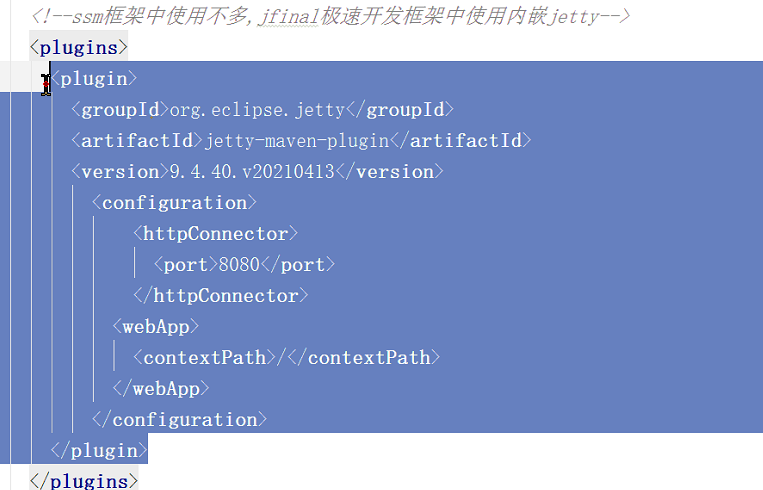 <!--ssm框架中使用不多,jfinal极速开发框架中使用内嵌jetty-->
<plugins>
<plugin>
<groupId>org.eclipse.jetty</groupId>
<artifactId>jetty-maven-plugin</artifactId>
<version>9.4.40.v20210413</version>
<configuration>
<httpConnector>
<port>8080</port>
</httpConnector>
<webApp>
<contextPath>/</contextPath>
</webApp>
</configuration>
</plugin>
</plugins>